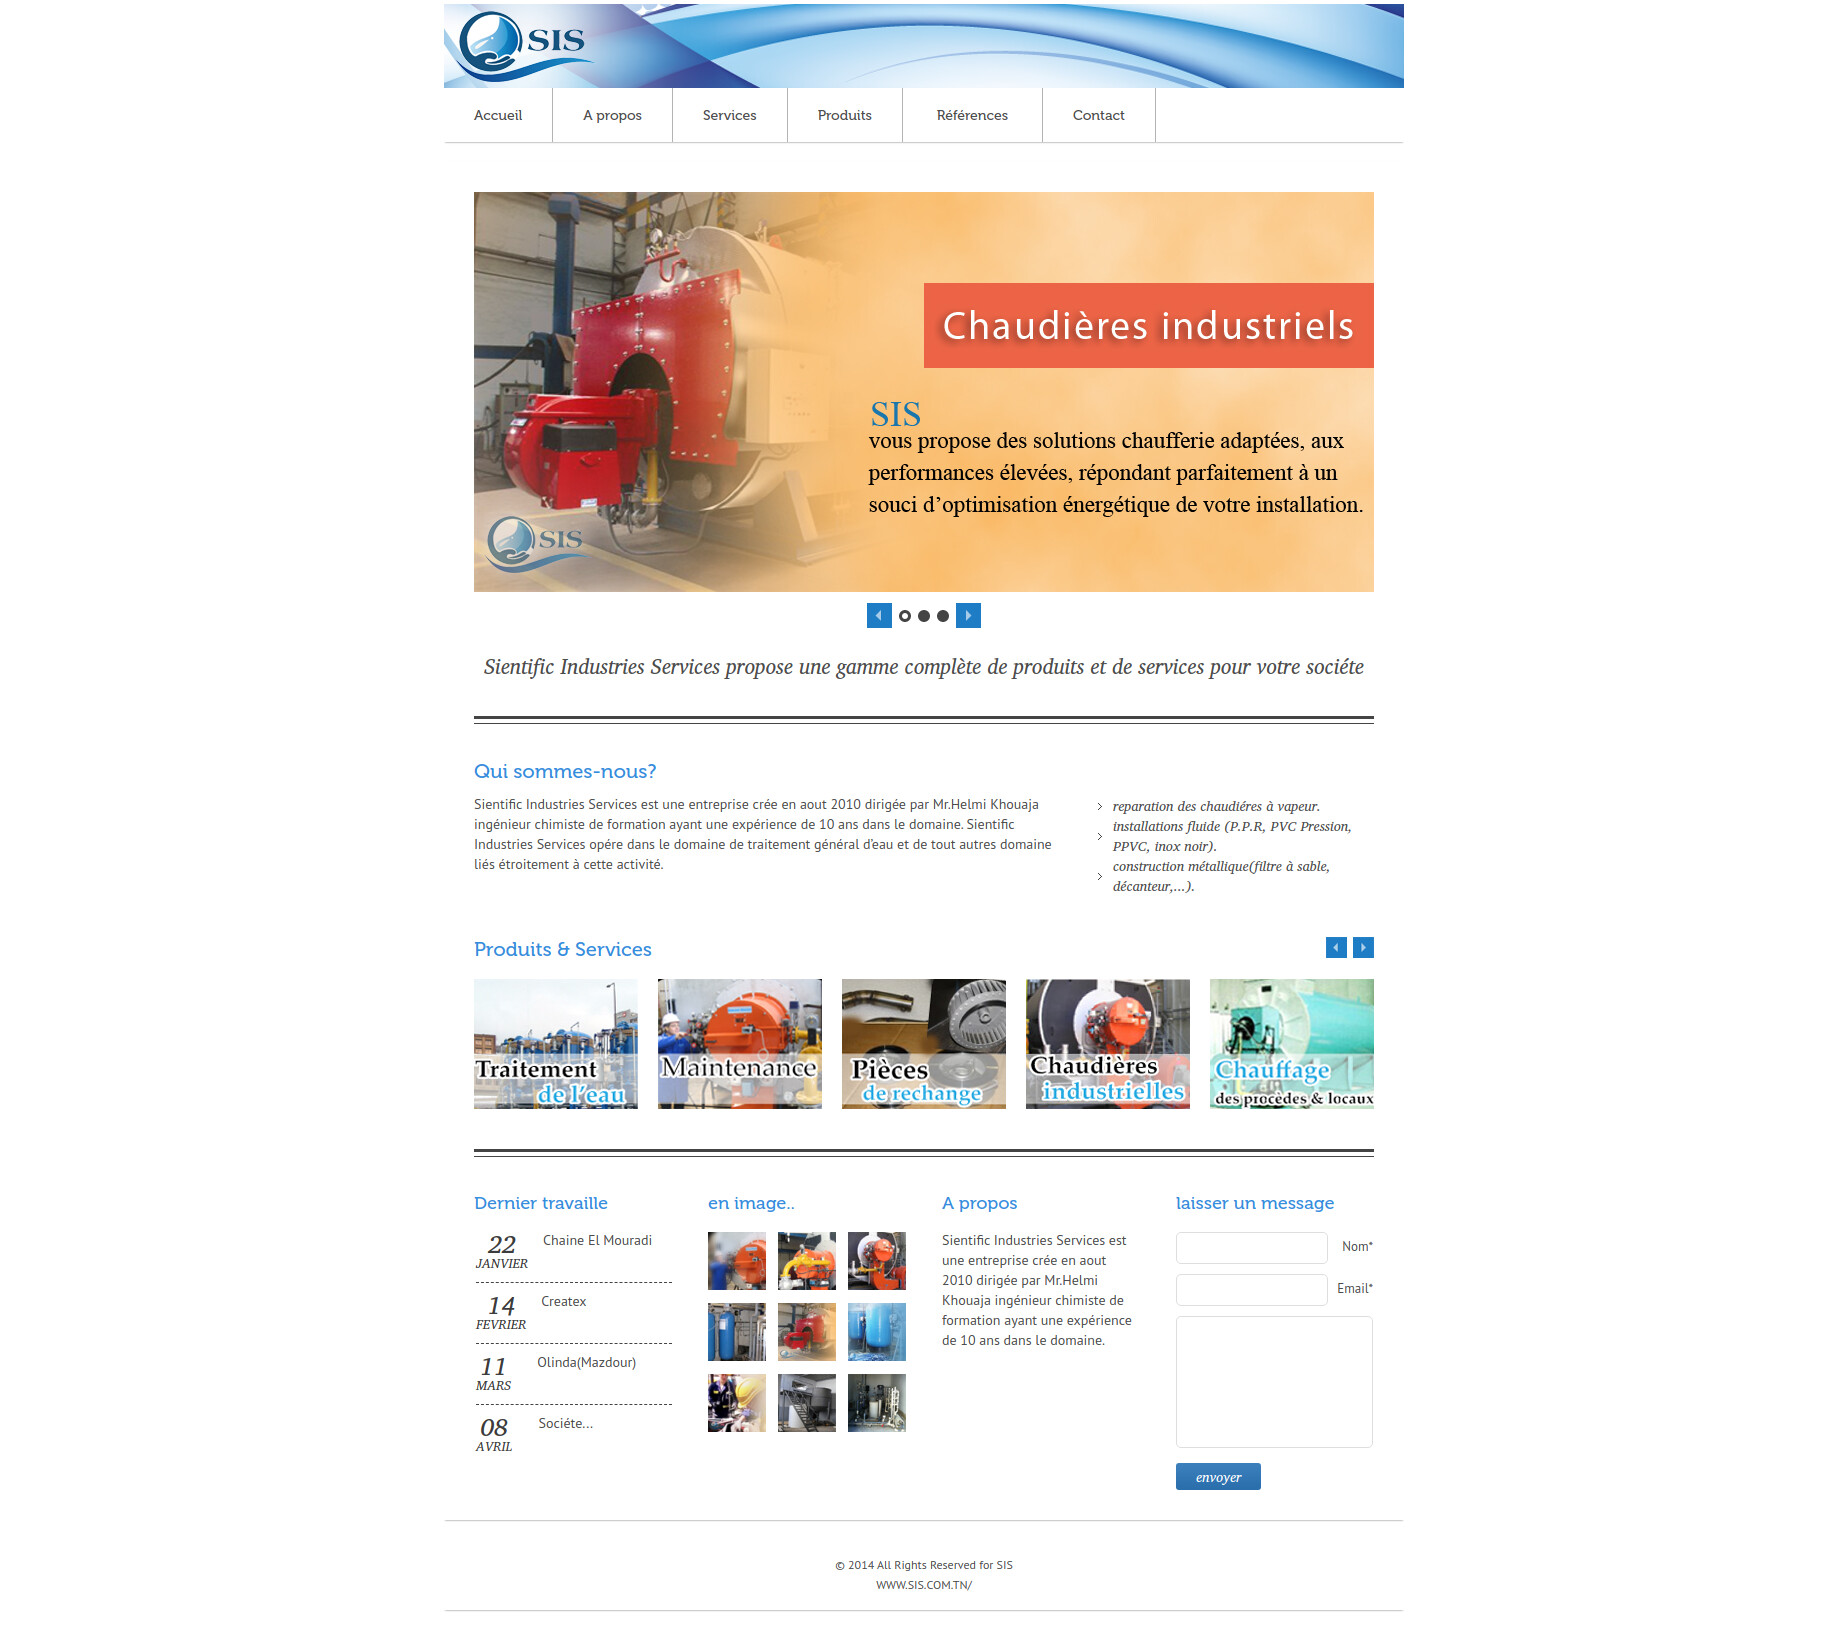 SIS
Accueil
A propos
Services
Produits
Références
Contact
Chaudières industriels
SIS
vous propose des solutions chaufferie adaptées, aux
performances élevées, répondant parfaitement à un
souci d’optimisation énergétique de votre installation.
SIS
Sientific Industries Services propose une gamme complète de produits et de services pour votre sociéte
Qui sommes-nous?
Sientific Industries Services est une entreprise crée en aout 2010 dirigée par Mr.Helmi Khouaja
ingénieur chimiste de formation ayant une expérience de 10 ans dans le domaine. Sientific
Industries Services opére dans le domaine de traitement général d'eau et de tout autres domaine
liés étroitement à cette activité.
reparation des chaudiéres à vapeur.
installations fluide (P.P.R, PVC Pression,
PPVC, inox noir).
construction métallique(filtre à sable,
décanteur,...).
Produits & Services
Traitement
de l'eau
Maintenance
Pièces
de rechange
Chaudières
industrielles
Chauffage
des procèdes & locaux
Dernier travaille
22
JANVIER
Chaine El Mouradi
14
FEVRIER
Createx
11
MARS
Olinda(Mazdour)
08
AVRIL
Sociéte...
en image..
A propos
Sientific Industries Services est
une entreprise crée en aout
2010 dirigée par Mr.Helmi
Khouaja ingénieur chimiste de
formation ayant une expérience
de 10 ans dans le domaine.
laisser un message
Nom*
Email*
envoyer
© 2014 All Rights Reserved for SIS
WWW.SIS.COM.TN/